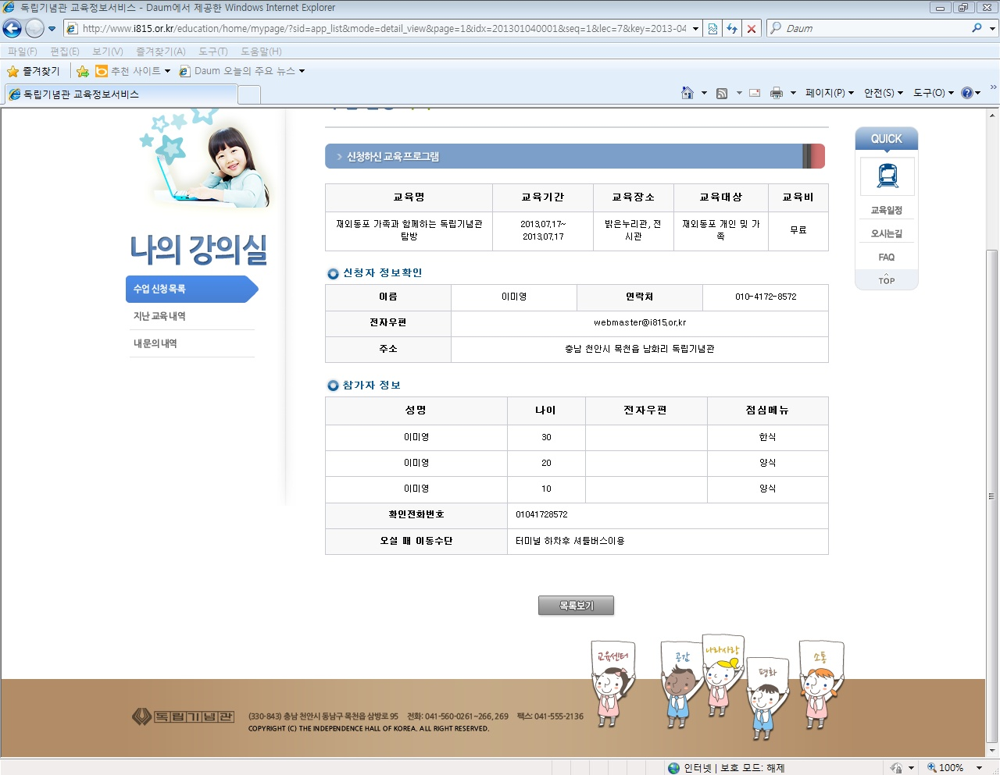 독립기념관 교육정보서비스 - Daum에서 제공한 Windows Internet Explorer
http://www.i815.or.kr/education/home/mypage/?sid=app_list&mode=detail_view&page=1&idx=201301040001&seq=1&lec=7&key=2013-04
Daum
파일(F) 편집(E) 보기(V) 즐겨찾기(A) 도구(T) 도움말(H)
즐겨찾기 추천 사이트 Daum 오늘의 주요 뉴스
독립기념관 교육정보서비스
페이지(P) 안전(S) 도구(O)
나의 강의실
수업 신청 목록
지난 교육 내역
내 문의 내역
신청하신 교육 프로그램
교육명 교육기간 교육장소 교육대상 교육비
재외동포 가족과 함께하는 독립기념관 탐방 2013.07.17~ 2013.07.17 밝은누리관, 전시관 재외동포 개인 및 가족 무료
신청자 정보확인
이름 이미영 연락처 010-4172-8572
전자우편 webmaster@i815.or.kr
주소 충남 천안시 목천읍 남화리 독립기념관
참가자 정보
성명 나이 전자우편 점심메뉴
이미영 30 한식
이미영 20 양식
이미영 10 양식
확인전화번호 01041728572
오실 때 이동수단 터미널 하차후 셔틀버스이용
목록보기
QUICK
교육일정
오시는길
FAQ
TOP
교육센터 공감 나라사랑 평화 소통
독립기념관
(330-843) 충남 천안시 동남구 목천읍 삼방로 95 전화: 041-560-0261~266, 269 팩스: 041-555-2136
COPYRIGHT (C) THE INDEPENDENCE HALL OF KOREA. ALL RIGHT RESERVED.
인터넷 | 보호 모드: 해제
100%